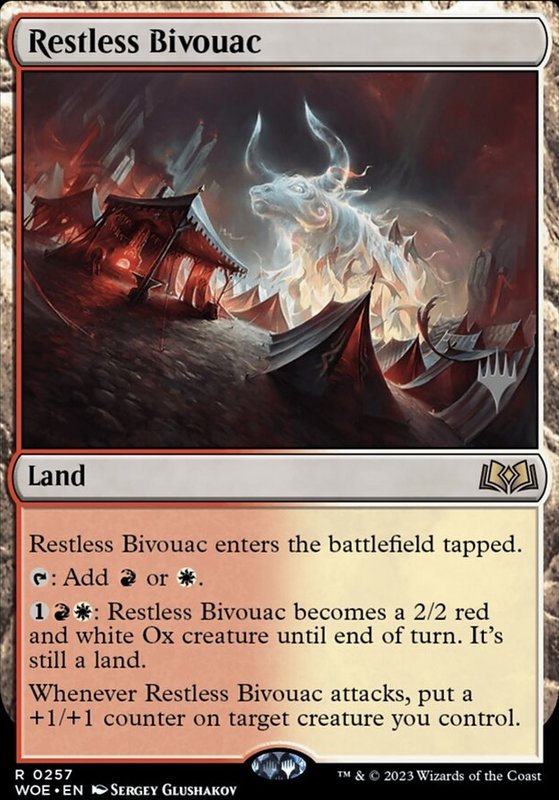 Restless Bivouac
Land
Restless Bivouac enters the battlefield tapped.
: Add or .
1 : Restless Bivouac becomes a 2/2 red
and white Ox creature until end of turn. It's
still a land.
Whenever Restless Bivouac attacks, put a
+1/+1 counter on target creature you control.
R 0257
WOE • EN Sergey Glushakov
™ & © 2023 Wizards of the Coast